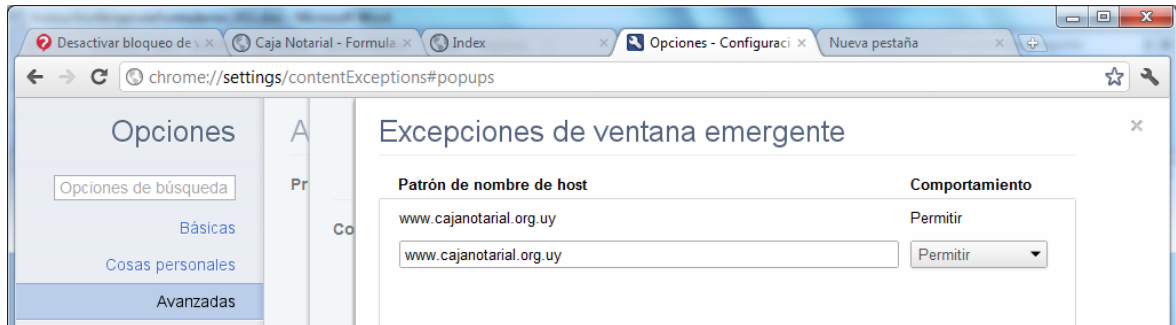 Desactivar bloqueo de v
Caja Notarial - Formula
Index
Opciones - Configuraci
Nueva pestaña
chrome://settings/contentExceptions#popups
Opciones
A
Excepciones de ventana emergente
Opciones de búsqueda
Pr
Patrón de nombre de host
Comportamiento
Básicas
Co
www.cajanotarial.org.uy
Permitir
www.cajanotarial.org.uy
Permitir
Cosas personales
Avanzadas